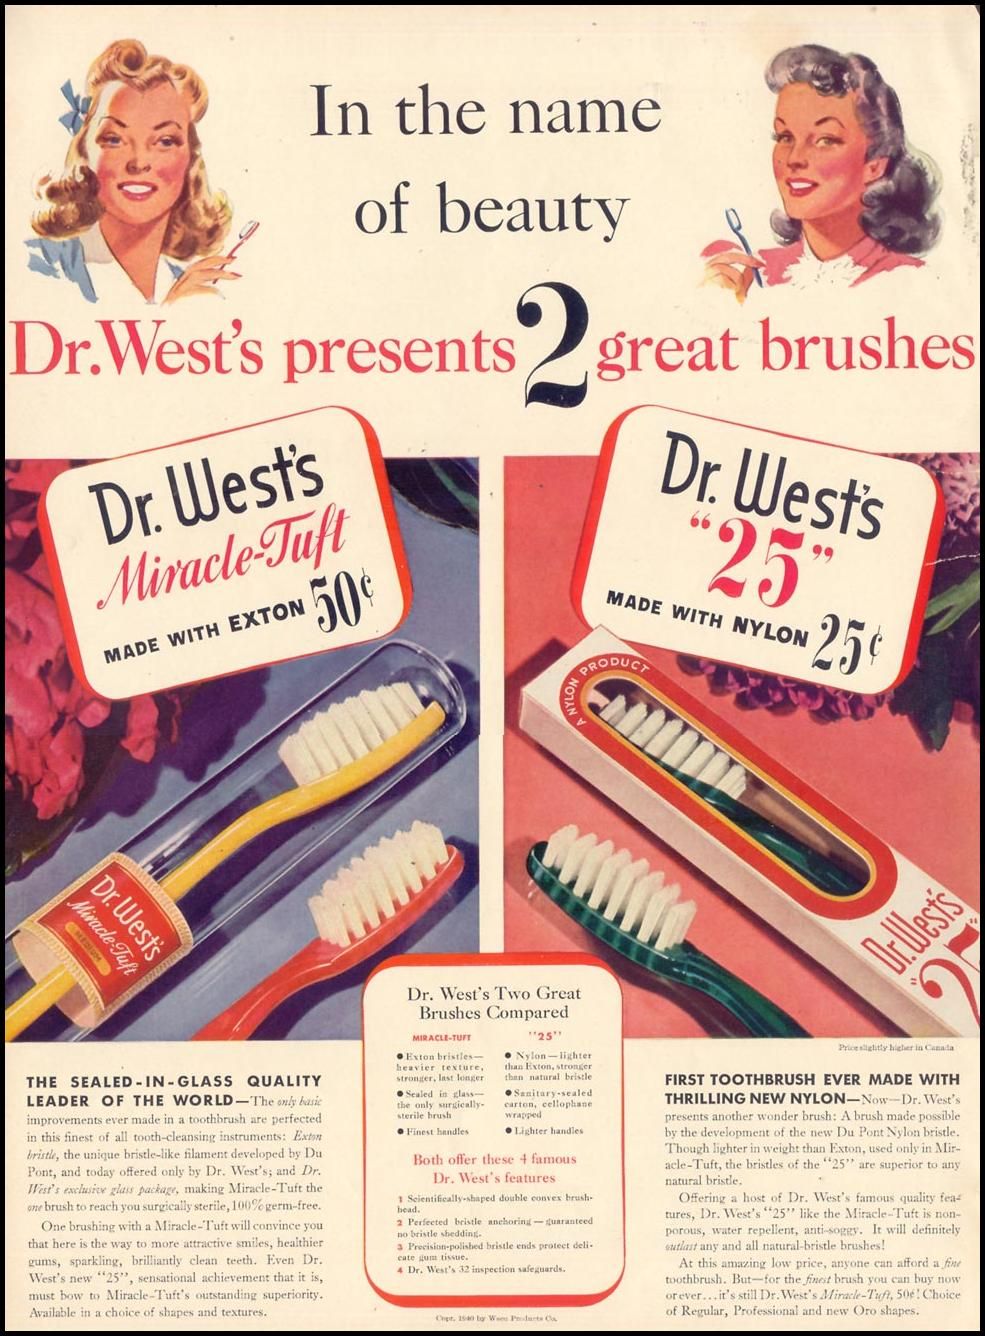 In the name
of beauty
Dr. West's presents 2 great brushes
Dr. West's
Miracle-Tuft
MADE WITH EXTON 50¢
Dr. West's
"25"
MADE WITH NYLON 25¢
A NYLON PRODUCT
Dr. West's
"25"
Dr. West's
Miracle-Tuft
MEDIUM
Price slightly higher in Canada
THE SEALED-IN-GLASS QUALITY
LEADER OF THE WORLD—The only basic
improvements ever made in a toothbrush are perfected
in this finest of all tooth-cleansing instruments: Exton
bristle, the unique bristle-like filament developed by Du
Pont, and today offered only by Dr. West's; and Dr.
West's exclusive glass package, making Miracle-Tuft the
one brush to reach you surgically sterile, 100% germ-free.
One brushing with a Miracle-Tuft will convince you
that here is the way to more attractive smiles, healthier
gums, sparkling, brilliantly clean teeth. Even Dr.
West's new "25", sensational achievement that it is,
must bow to Miracle-Tuft's outstanding superiority.
Available in a choice of shapes and textures.
Dr. West's Two Great
Brushes Compared
MIRACLE-TUFT
● Exton bristles—
heavier texture,
stronger, last longer
● Sealed in glass—
the only surgically-
sterile brush
● Finest handles
"25"
● Nylon—lighter
than Exton, stronger
than natural bristle
● Sanitary-sealed
carton, cellophane
wrapped
● Lighter handles
Both offer these 4 famous
Dr. West's features
1 Scientifically-shaped double convex brush-
head.
2 Perfected bristle anchoring—guaranteed
no bristle shedding.
3 Precision-polished bristle ends protect deli-
cate gum tissue.
4 Dr. West's 32 inspection safeguards.
Copr. 1940 by Weco Products Co.
FIRST TOOTHBRUSH EVER MADE WITH
THRILLING NEW NYLON—Now—Dr. West's
presents another wonder brush: A brush made possible
by the development of the new Du Pont Nylon bristle.
Though lighter in weight than Exton, used only in Mir-
acle-Tuft, the bristles of the "25" are superior to any
natural bristle.
Offering a host of Dr. West's famous quality fea-
tures, Dr. West's "25" like the Miracle-Tuft is non-
porous, water repellent, anti-soggy. It will definitely
outlast any and all natural-bristle brushes!
At this amazing low price, anyone can afford a fine
toothbrush. But—for the finest brush you can buy now
or ever...it's still Dr. West's Miracle-Tuft, 50¢! Choice
of Regular, Professional and new Oro shapes.